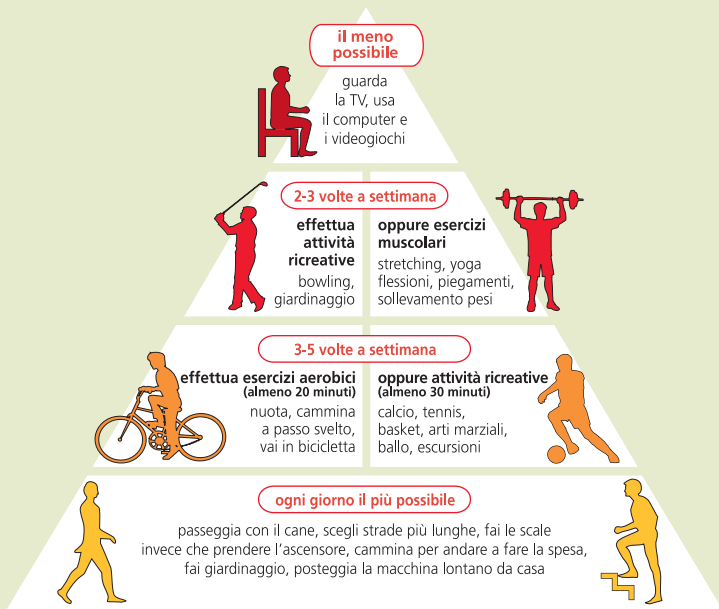 il meno
possibile
guarda
la TV, usa
il computer e
i videogiochi
2-3 volte a settimana
effettua
attività
ricreative
bowling,
giardinaggio
oppure esercizi
muscolari
stretching, yoga
flessioni, piegamenti,
sollevamento pesi
3-5 volte a settimana
effettua esercizi aerobici
(almeno 20 minuti)
nuota, cammina
a passo svelto,
vai in bicicletta
oppure attività ricreative
(almeno 30 minuti)
calcio, tennis,
basket, arti marziali,
ballo, escursioni
ogni giorno il più possibile
passeggia con il cane, scegli strade più lunghe, fai le scale
invece che prendere l'ascensore, cammina per andare a fare la spesa,
fai giardinaggio, posteggia la macchina lontano da casa